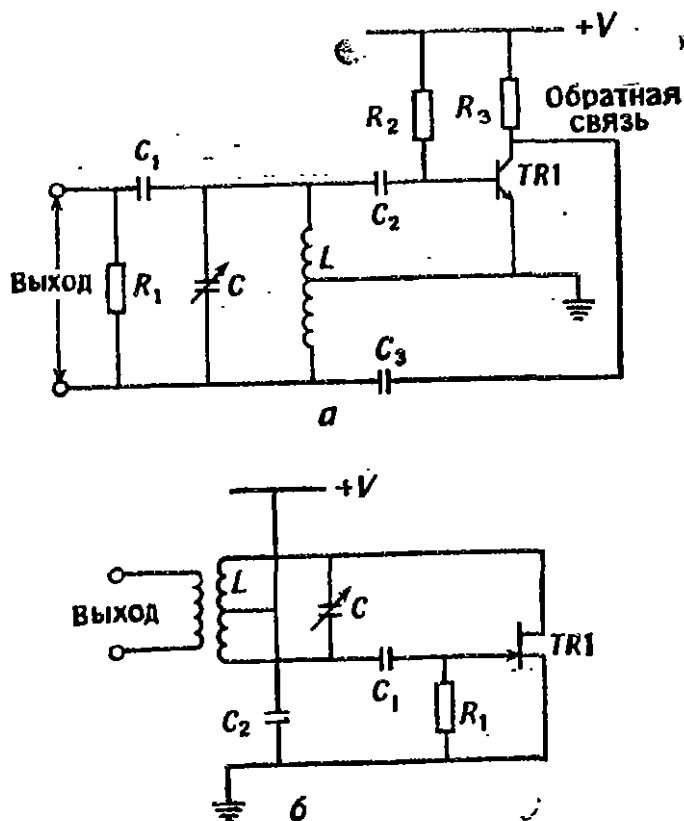 +V
R₂
R₃
Обратная
связь
C₁
C₂
TR1
Выход
R₁
C
L
C₃
а
+V
L
C
Выход
TR1
C₁
C₂
R₁
б